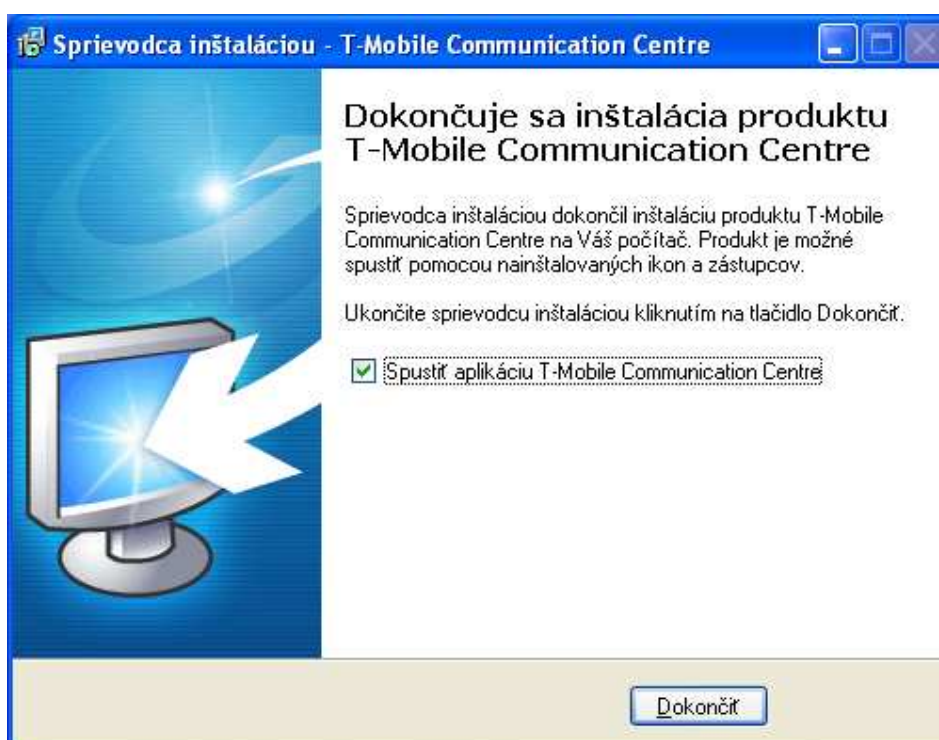 Sprievodca inštaláciou - T-Mobile Communication Centre
Dokončuje sa inštalácia produktu
T-Mobile Communication Centre
Sprievodca inštaláciou dokončil inštaláciu produktu T-Mobile
Communication Centre na Váš počítač. Produkt je možné
spustiť pomocou nainštalovaných ikon a zástupcov.
Ukončite sprievodcu inštaláciou kliknutím na tlačidlo Dokončiť.
Spustiť aplikáciu T-Mobile Communication Centre
Dokončiť